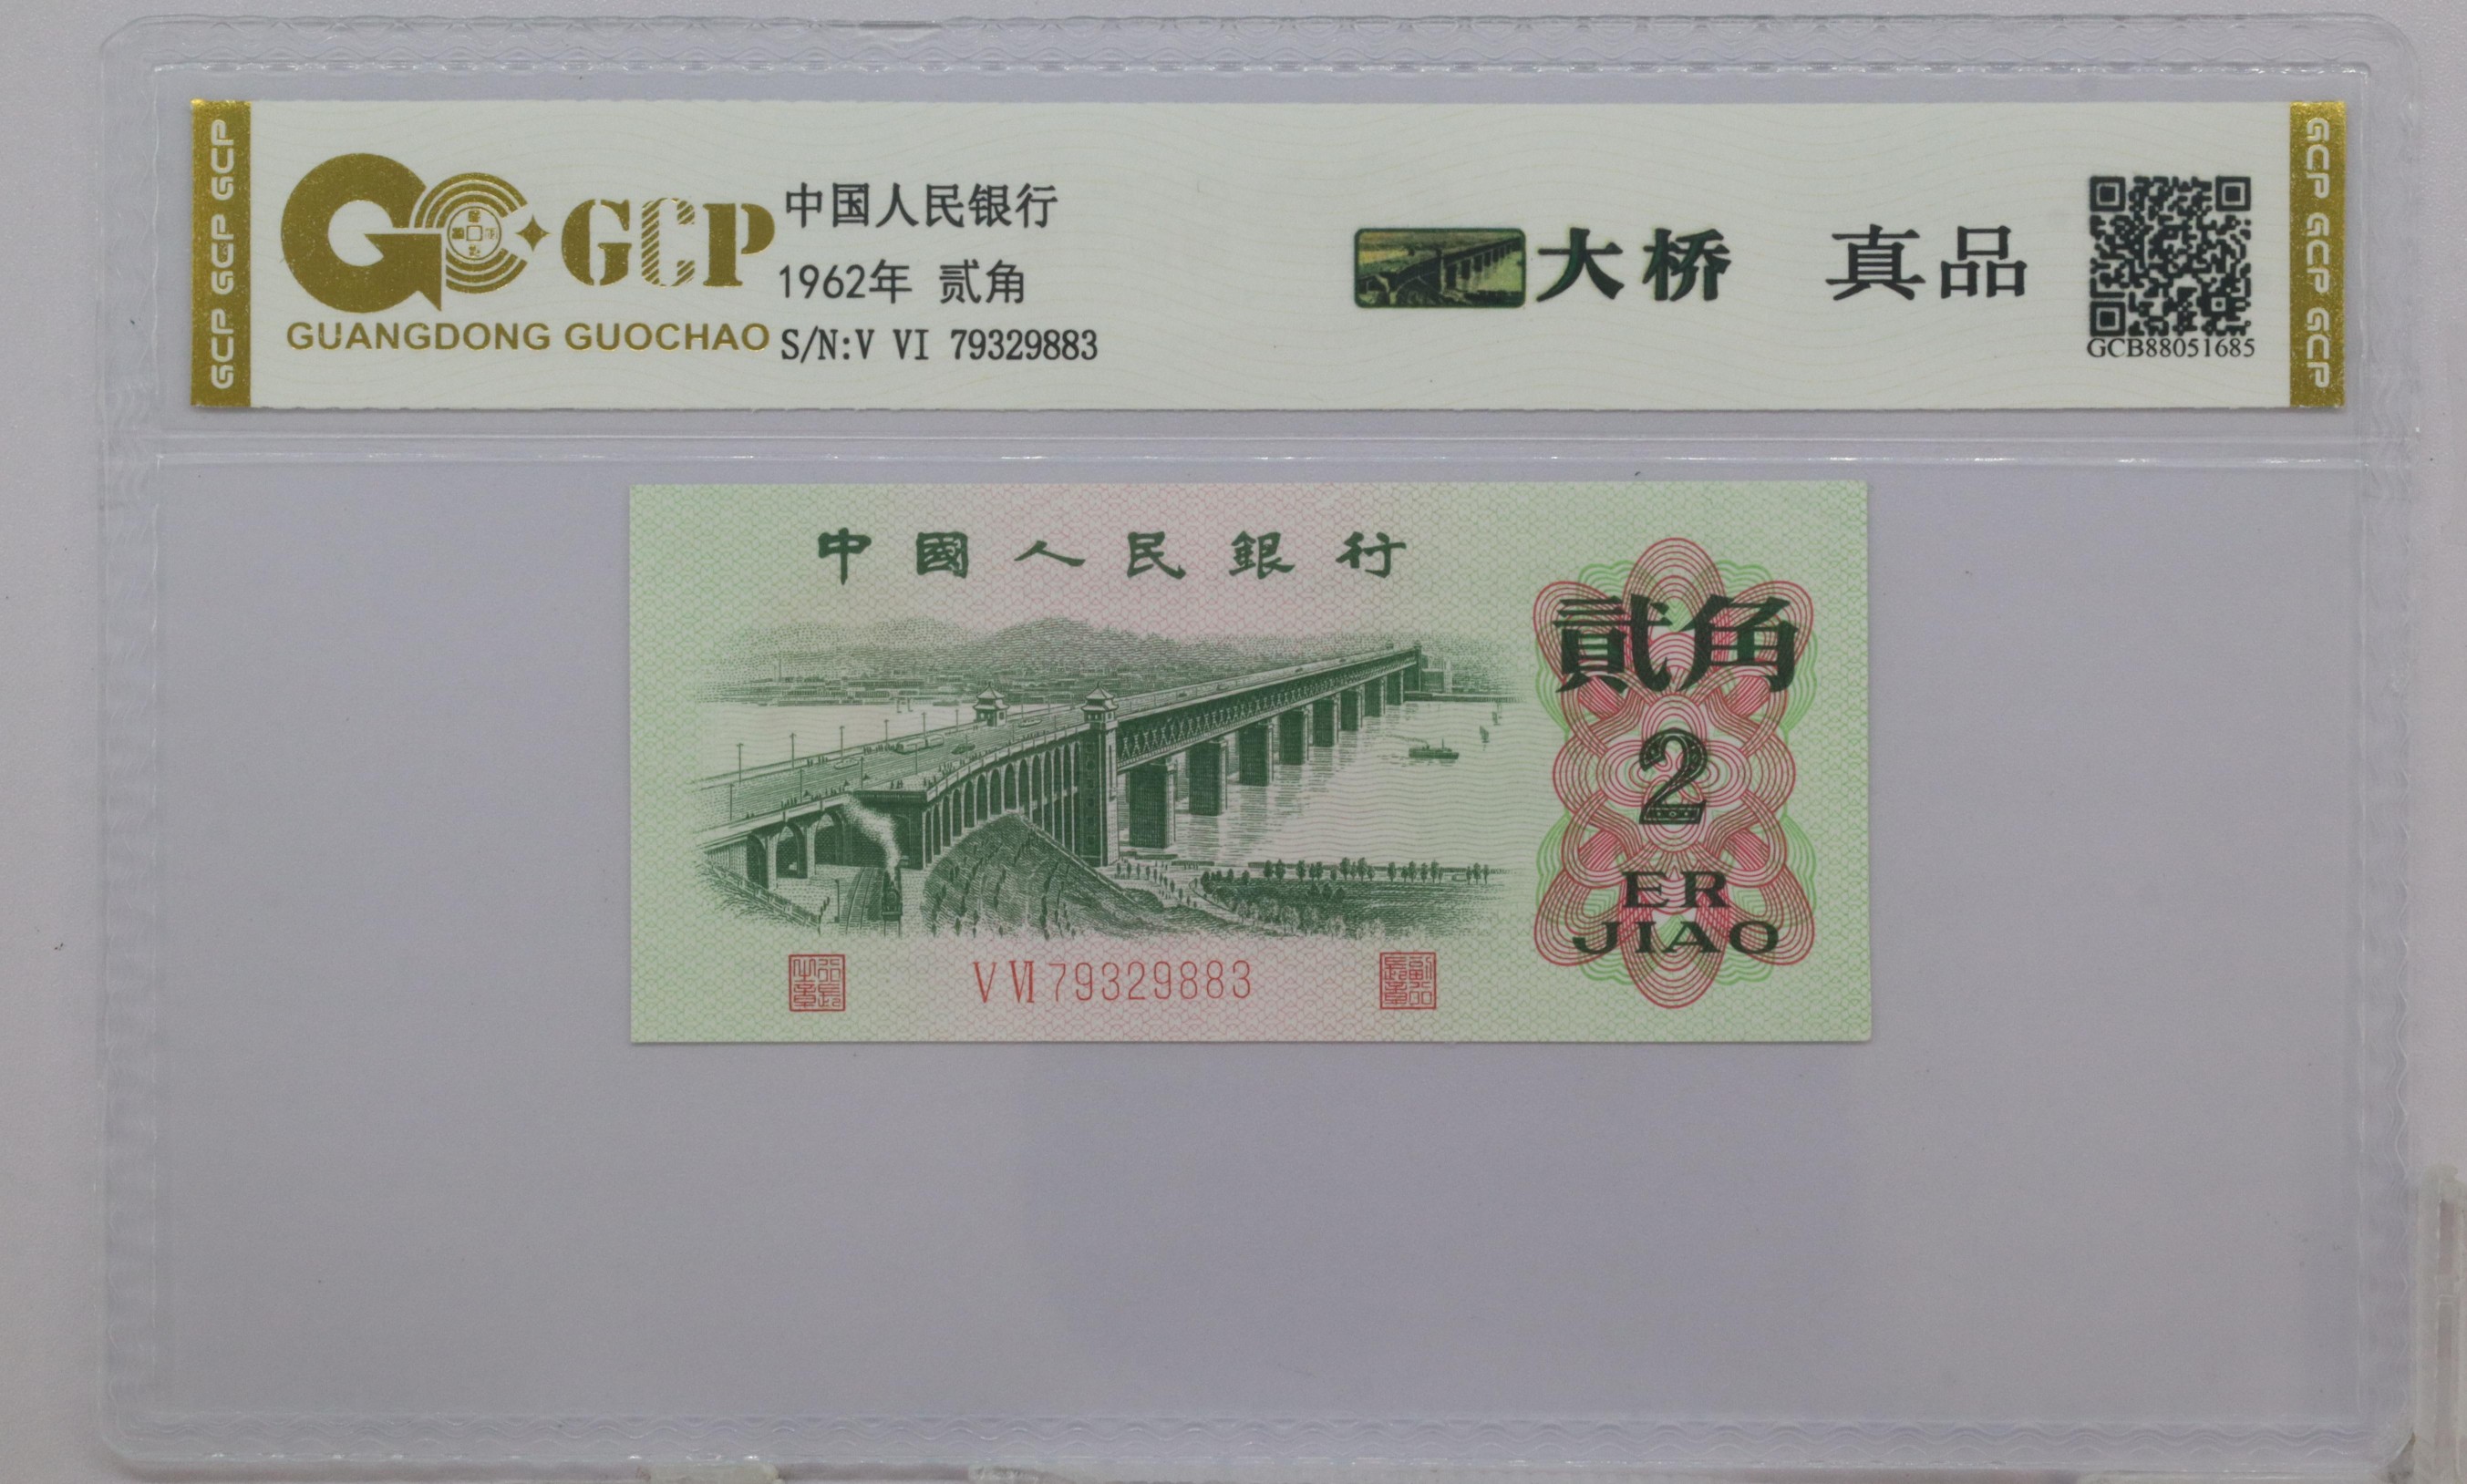 GCP GCP GCP
GCP
GUANGDONG GUOCHAO
中国人民银行
1962年 贰角
S/N:V VI 79329883
大桥 真品
GCB88051685
GCP GCP GCP
中國人民銀行
貳角
2
ER
JIAO
V VI 79329883